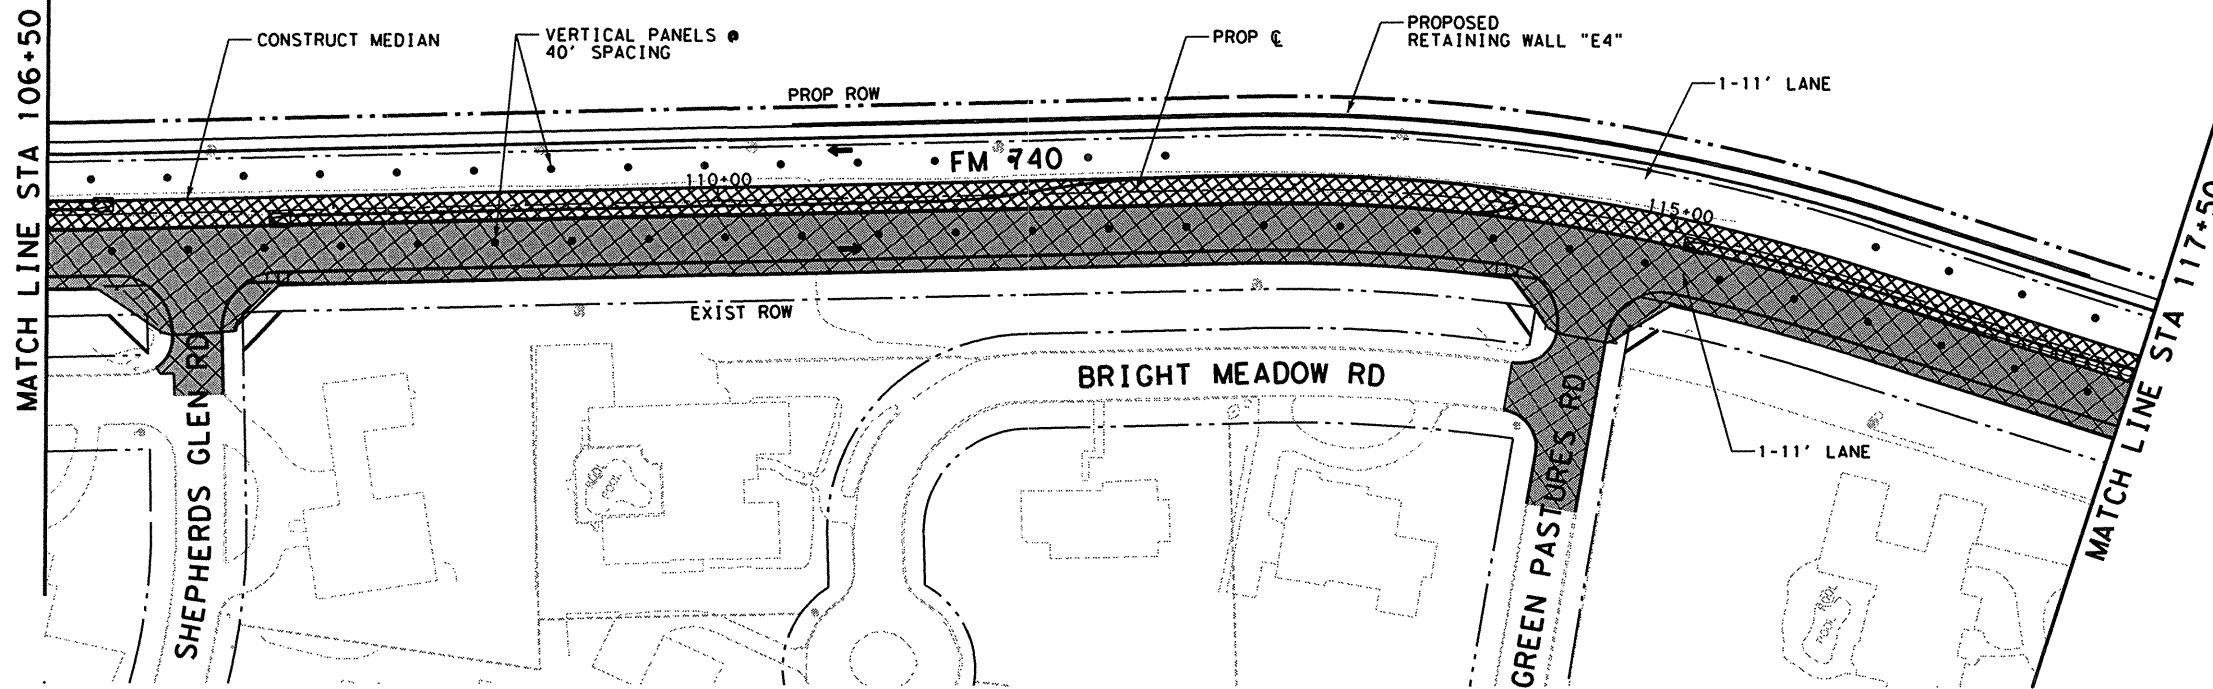 MATCH LINE STA 106+50
CONSTRUCT MEDIAN
VERTICAL PANELS @
40' SPACING
PROP ℄
PROPOSED
RETAINING WALL "E4"
1-11' LANE
PROP ROW
FM 740
110+00
115+00
EXIST ROW
BRIGHT MEADOW RD
1-11' LANE
SHEPHERDS GLEN RD
GREEN PASTURES RD
POOL
POOL
POOL
MATCH LINE STA 117+50